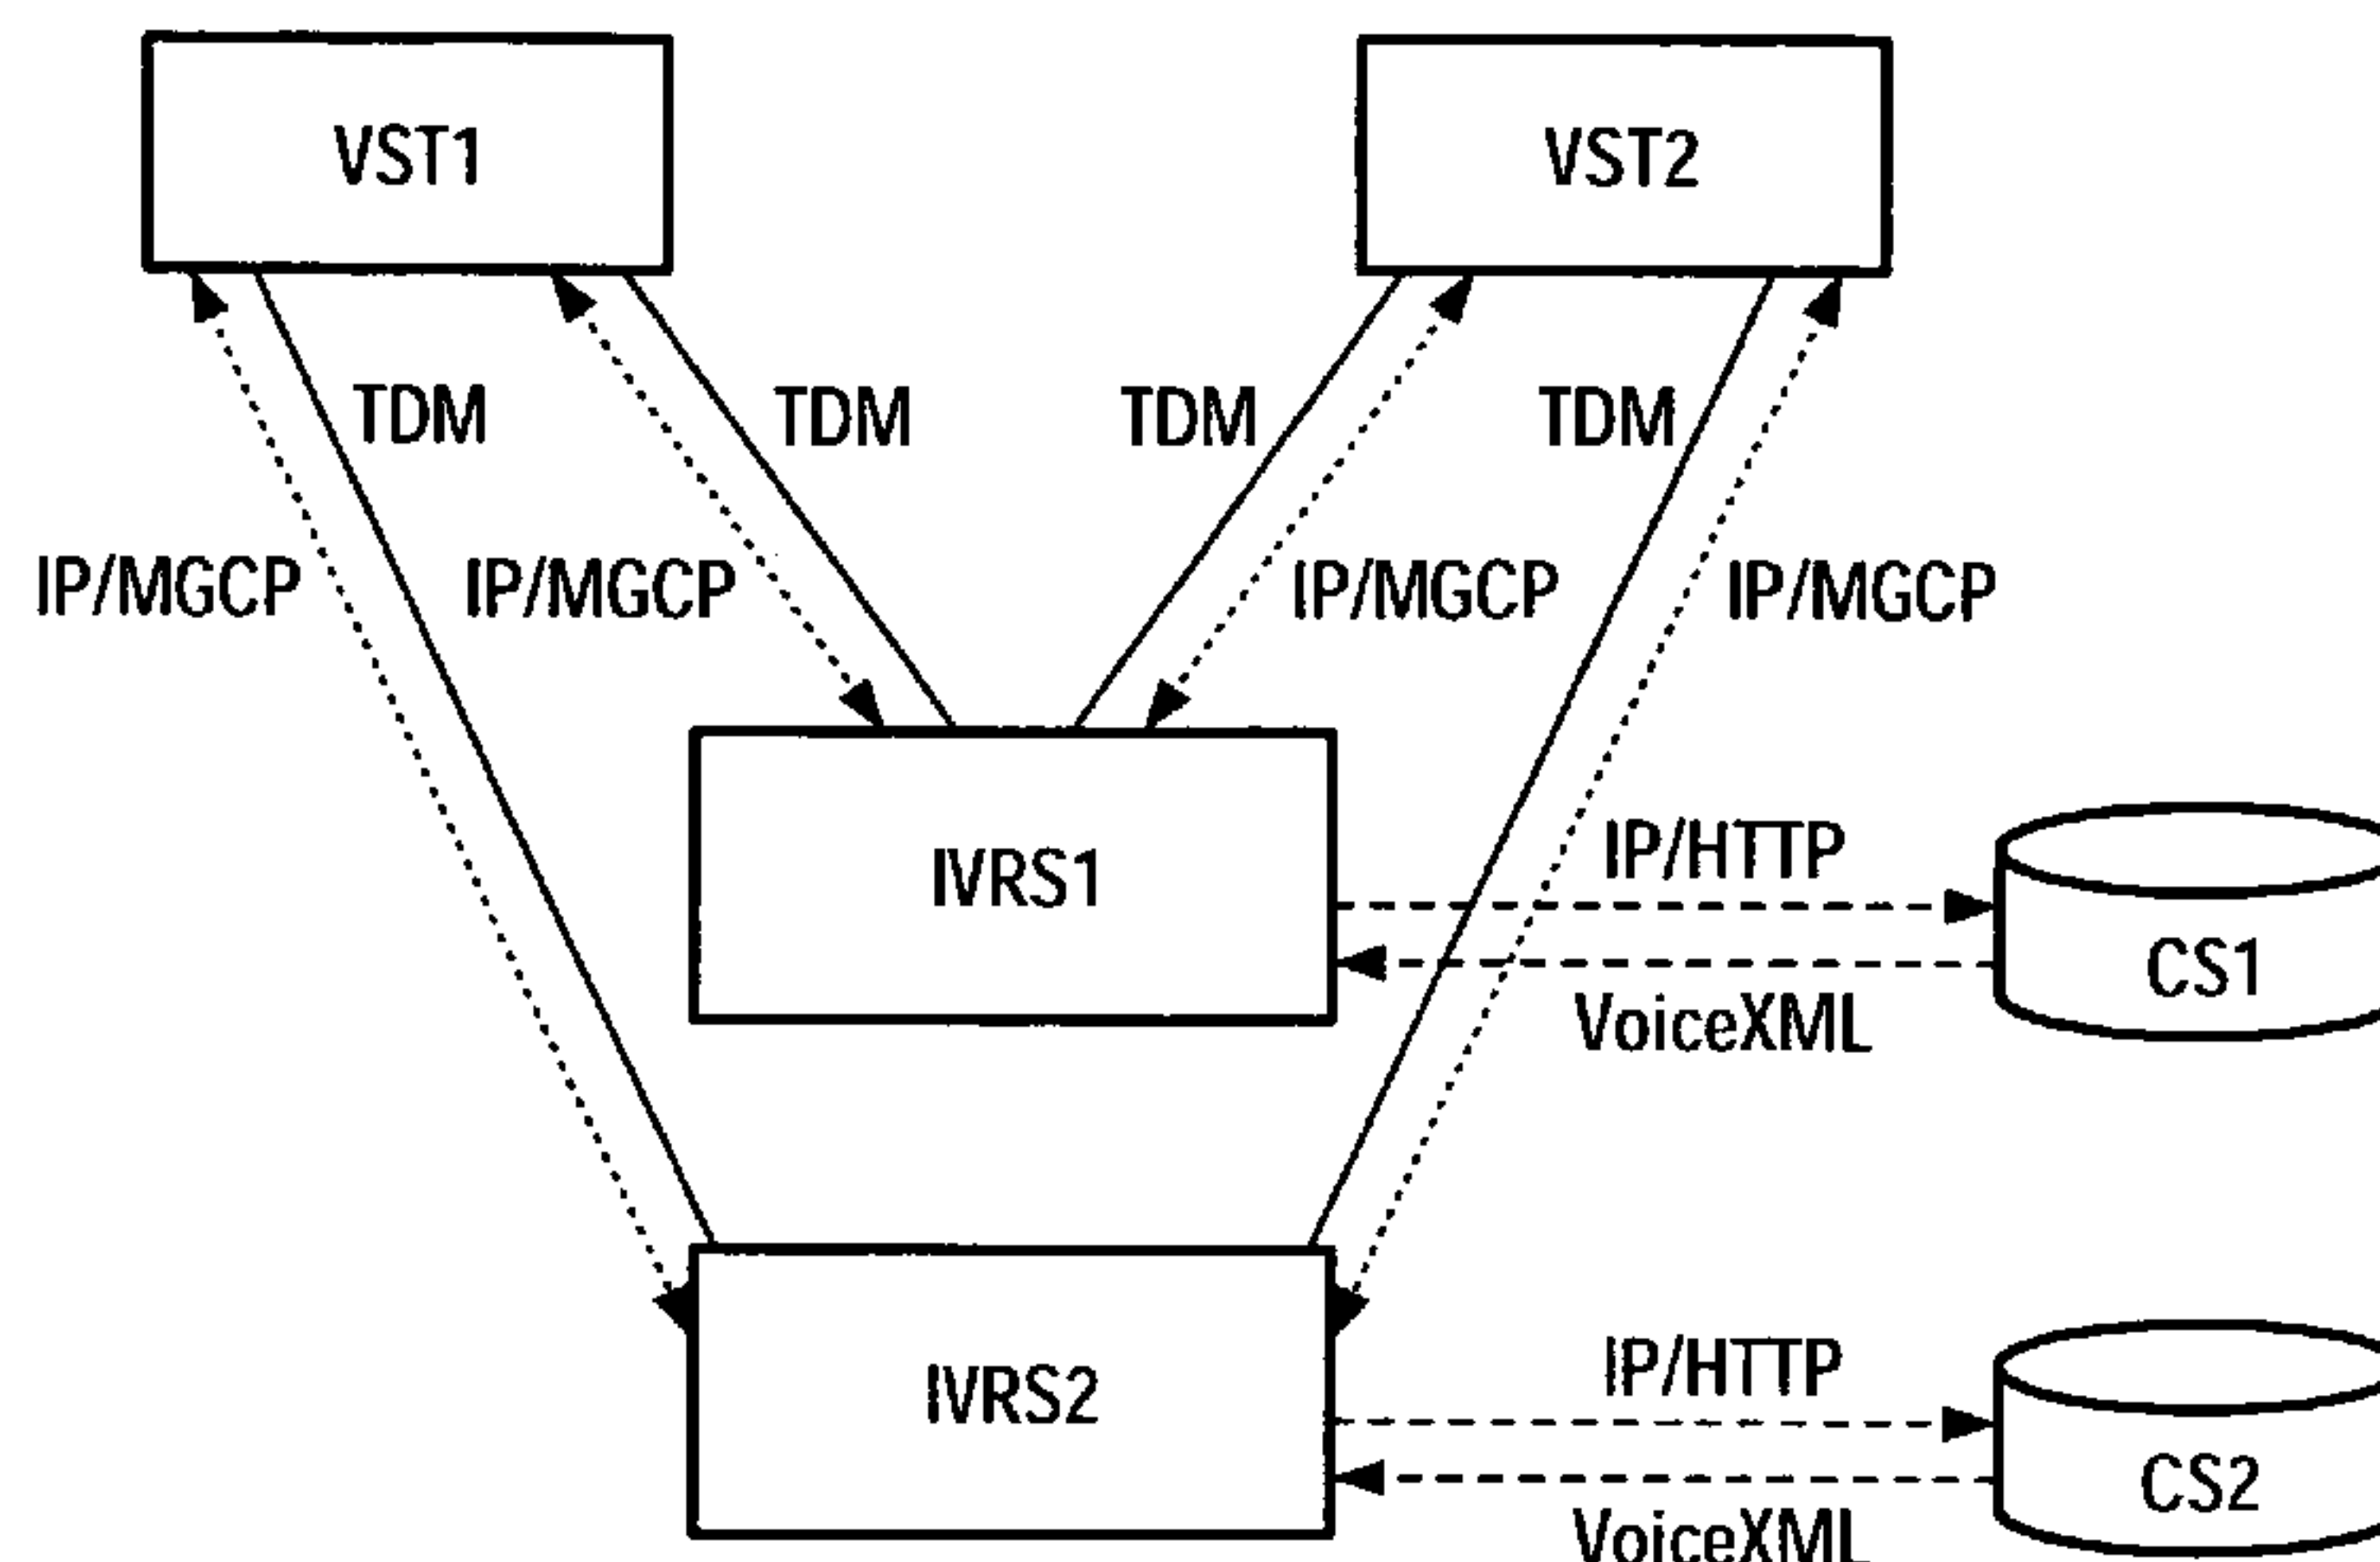 VST1
VST2
TDM
TDM
TDM
TDM
IP/MGCP
IP/MGCP
IP/MGCP
IP/MGCP
IVRS1
IP/HTTP
CS1
VoiceXML
IVRS2
IP/HTTP
CS2
VoiceXML